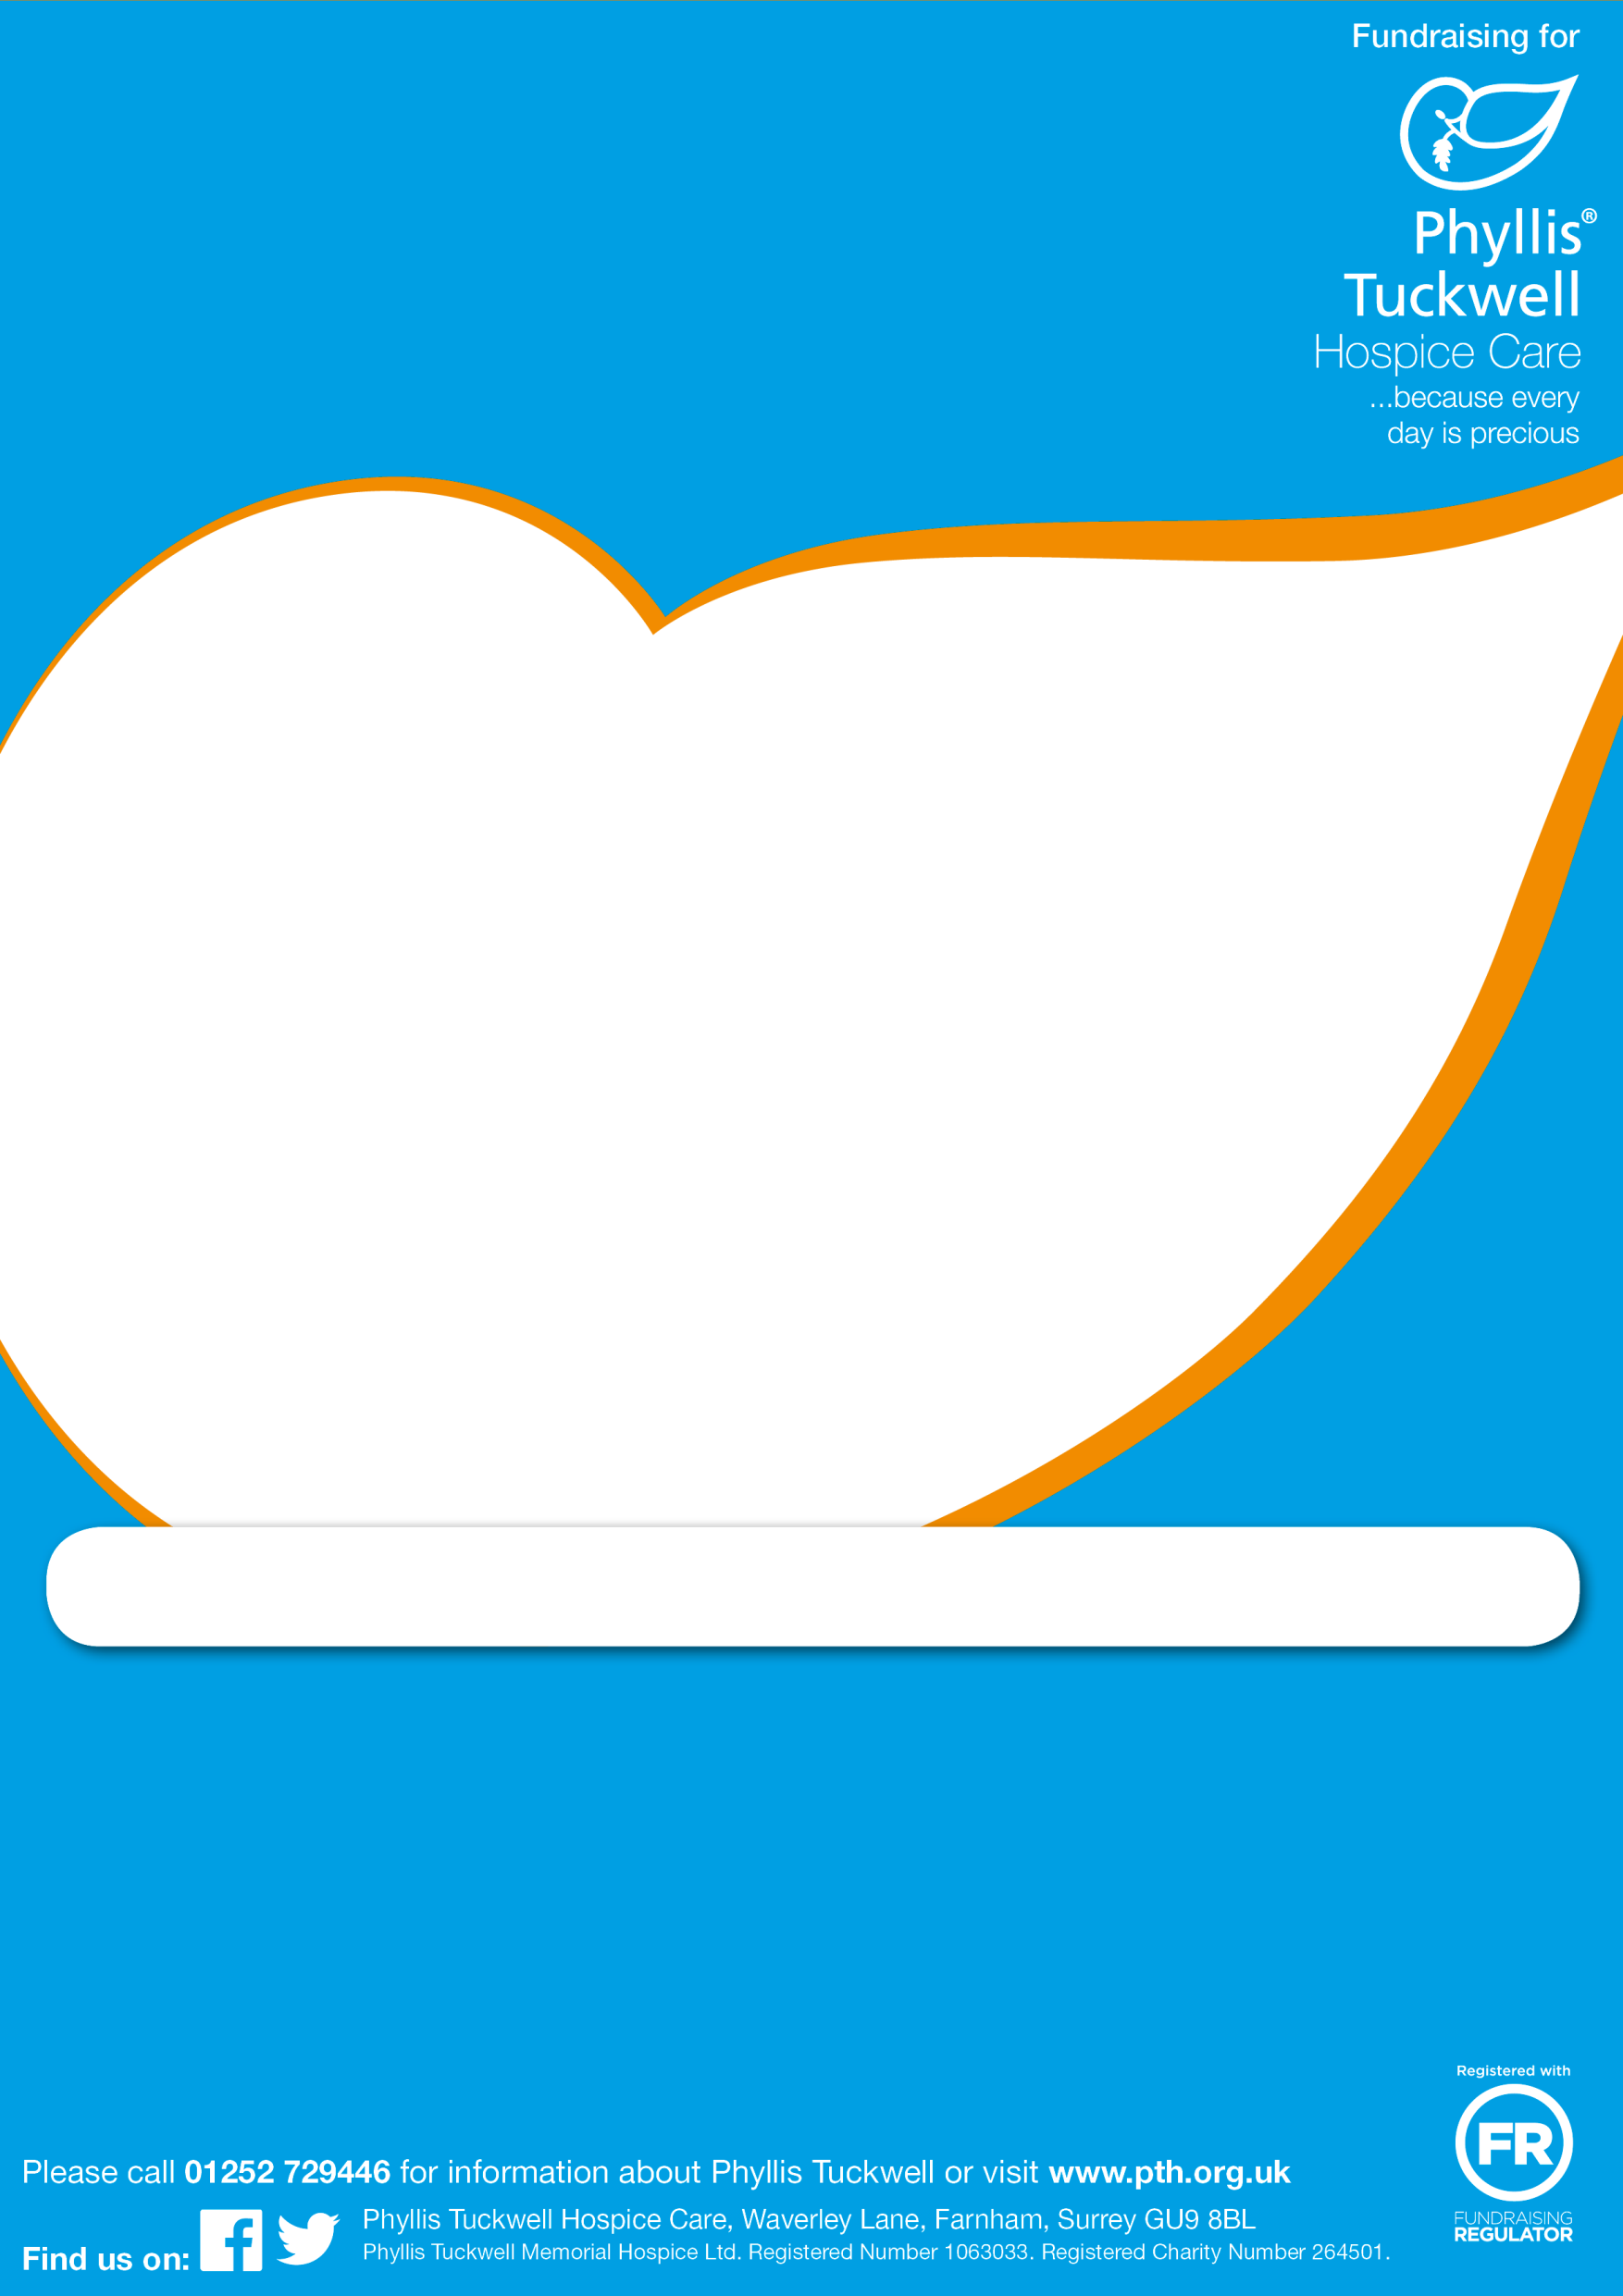 Fundraising for
Phyllis®
Tuckwell
Hospice Care
...because every
day is precious
Registered with
FR
FUNDRAISING
REGULATOR
Please call 01252 729446 for information about Phyllis Tuckwell or visit www.pth.org.uk
Find us on:
Phyllis Tuckwell Hospice Care, Waverley Lane, Farnham, Surrey GU9 8BL
Phyllis Tuckwell Memorial Hospice Ltd. Registered Number 1063033. Registered Charity Number 264501.